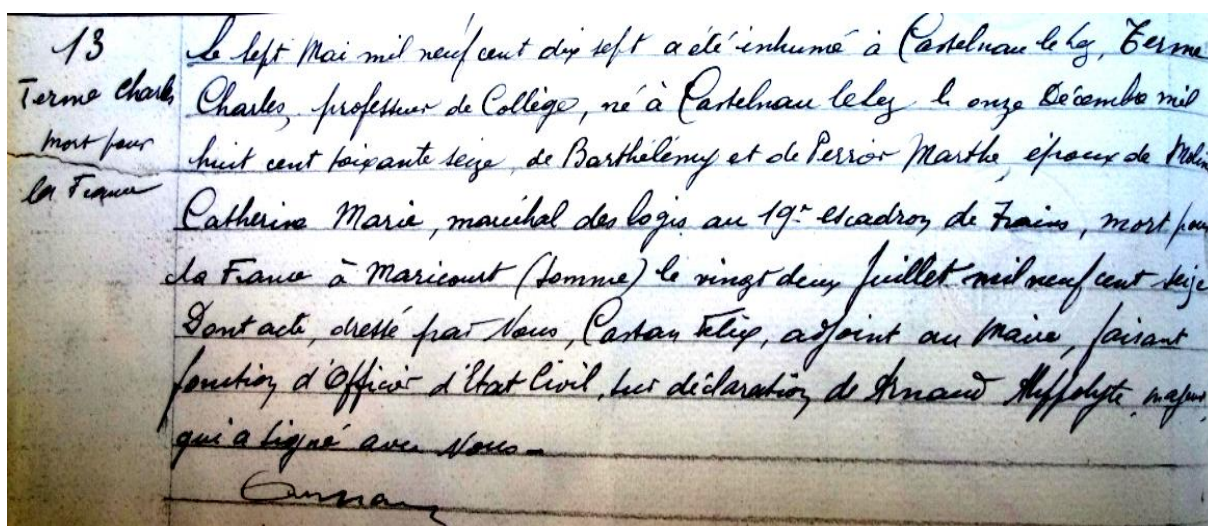 13
Terme Charles
mort pour
la France
Le sept Mai mil neuf cent dix sept a été inhumé à Castelnau le Lez, Terme
Charles, professeur de Collège, né à Castelnau le Lez le onze Décembre mil
huit cent soixante seize, de Barthélémy et de Perrier Marthe, époux de Molin
Catherine Marie, maréchal des logis au 19e escadron de Trains, mort pour
la France à Maricourt (Somme) le vingt deux Juillet mil neuf cent seize
Dont acte, dressé par Nous, Castan Félix, adjoint au Maire, faisant
fonction d'Officier d'Etat Civil, sur déclaration de Arnaud Hippolyte, majeur,
qui a signé avec Nous.